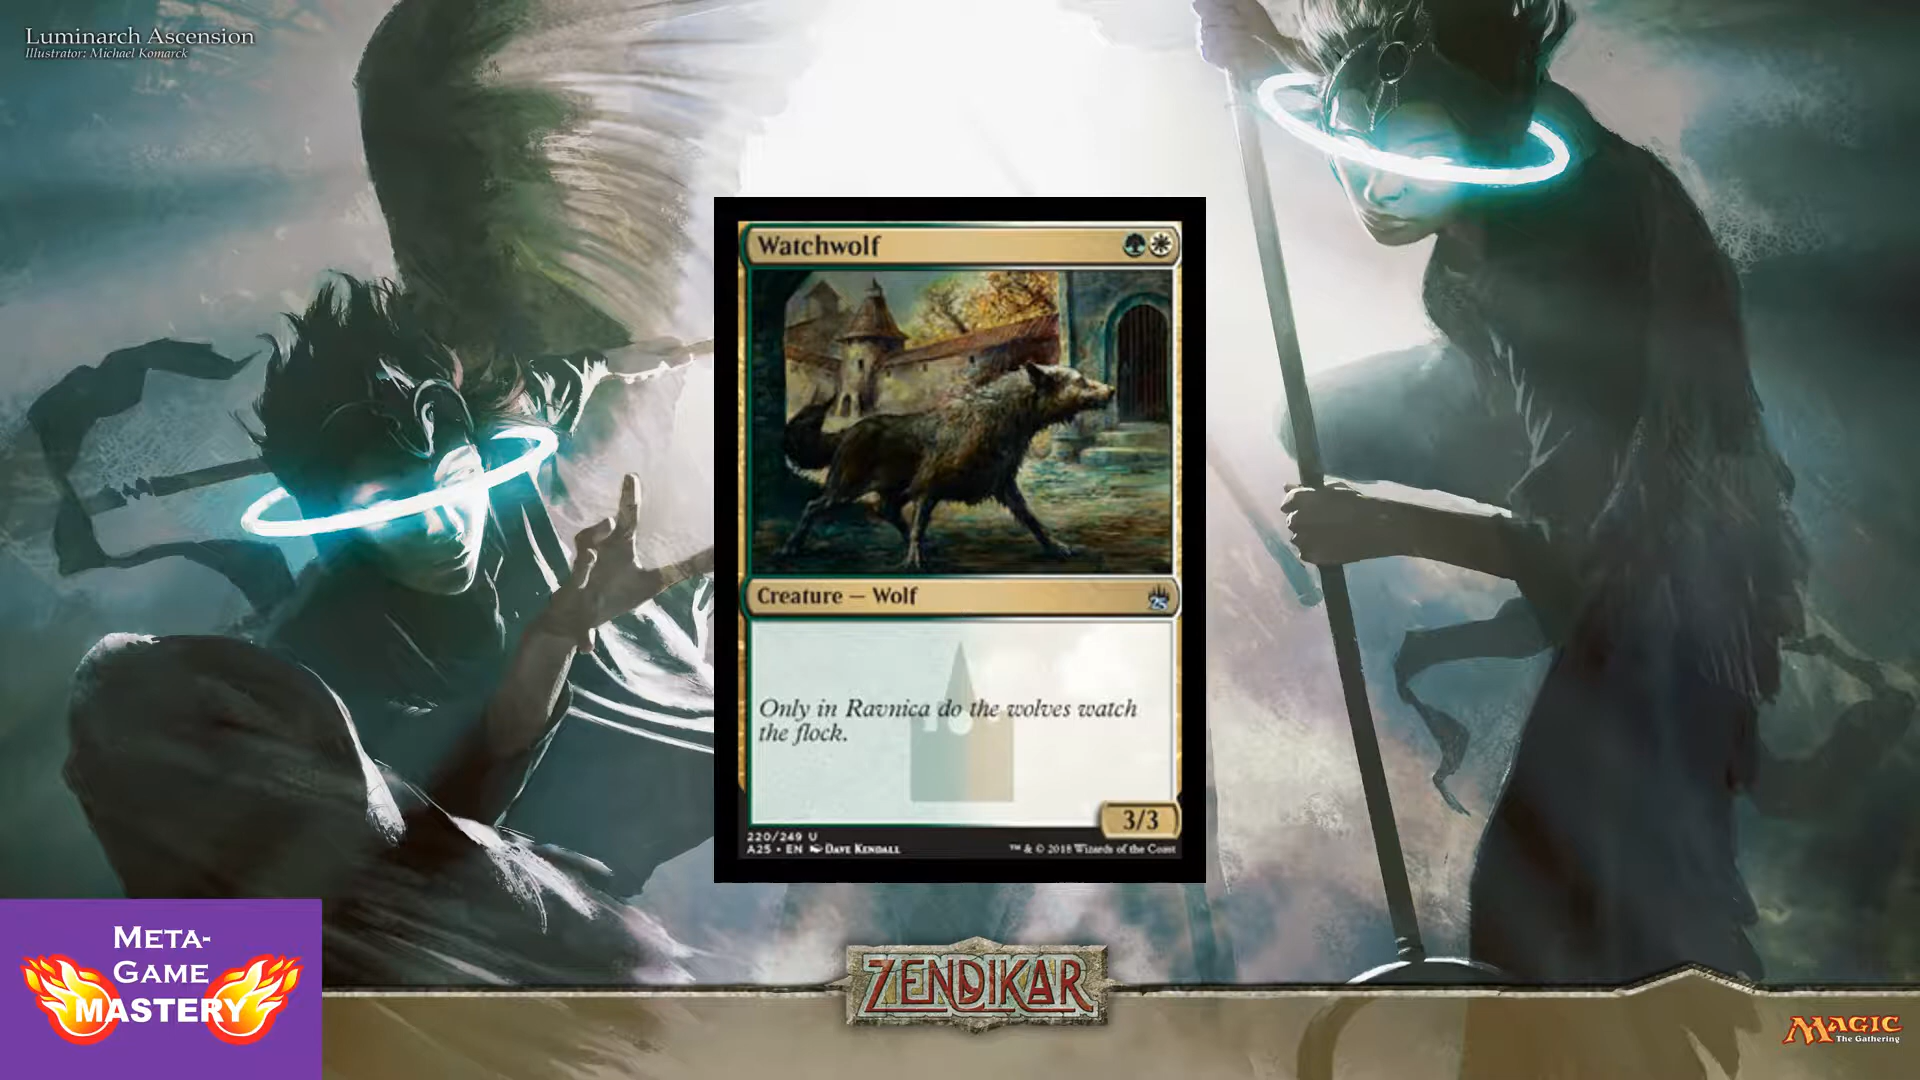 Luminarch Ascension
Illustrator: Michael Komarck
Watchwolf
Creature — Wolf
25
Only in Ravnica do the wolves watch
the flock.
3/3
220/249 U
A25 • EN Dave Kendall
™ & © 2018 Wizards of the Coast
META-
GAME
MASTERY
ZENDIKAR
MAGIC
The Gathering